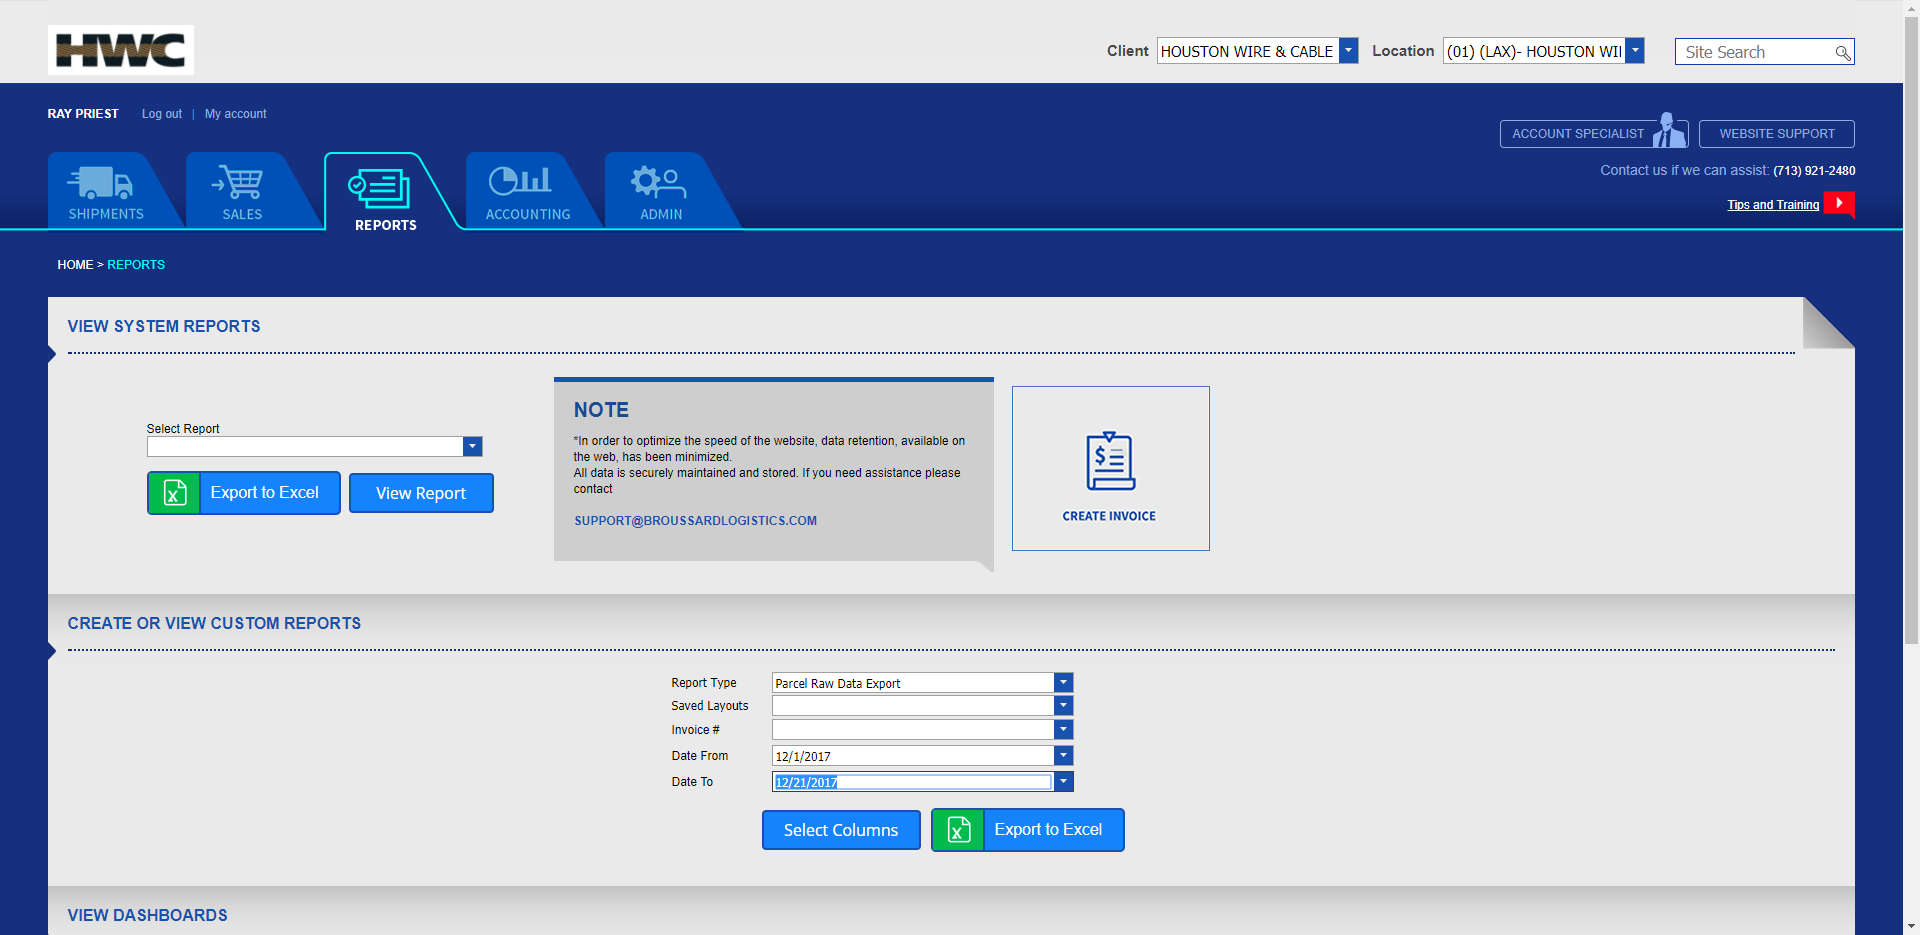 HWC
Client HOUSTON WIRE & CABLE Location (01) (LAX)- HOUSTON WII Site Search
RAY PRIEST Log out | My account
ACCOUNT SPECIALIST WEBSITE SUPPORT
Contact us if we can assist: (713) 921-2480
Tips and Training
SHIPMENTS SALES REPORTS ACCOUNTING ADMIN
HOME > REPORTS
VIEW SYSTEM REPORTS
Select Report
Export to Excel View Report
NOTE
*In order to optimize the speed of the website, data retention, available on
the web, has been minimized.
All data is securely maintained and stored. If you need assistance please
contact
SUPPORT@BROUSSARDLOGISTICS.COM
CREATE INVOICE
CREATE OR VIEW CUSTOM REPORTS
Report Type Parcel Raw Data Export
Saved Layouts
Invoice #
Date From 12/1/2017
Date To 12/21/2017
Select Columns Export to Excel
VIEW DASHBOARDS